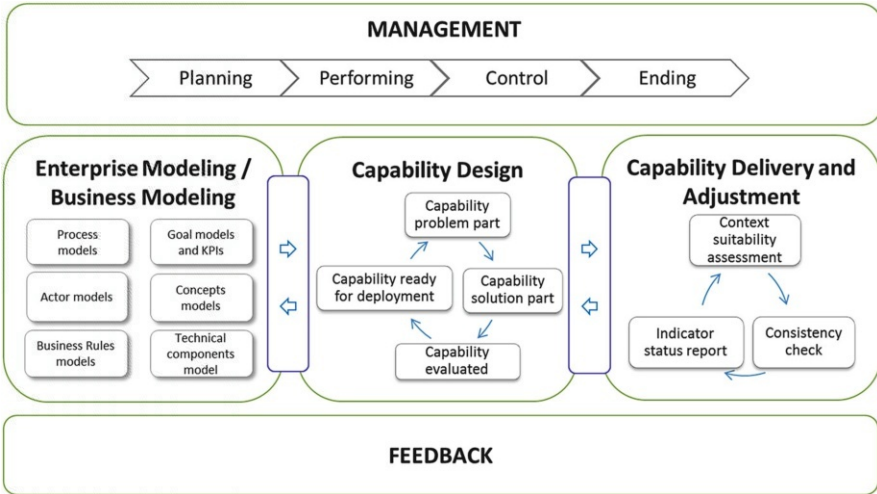 MANAGEMENT
Planning
Performing
Control
Ending
Enterprise Modeling /
Business Modeling
Process
models
Goal models
and KPIs
Actor models
Concepts
models
Business Rules
models
Technical
components
model
Capability Design
Capability
problem part
Capability
solution part
Capability
evaluated
Capability ready
for deployment
Capability Delivery and
Adjustment
Context
suitability
assessment
Consistency
check
Indicator
status report
FEEDBACK